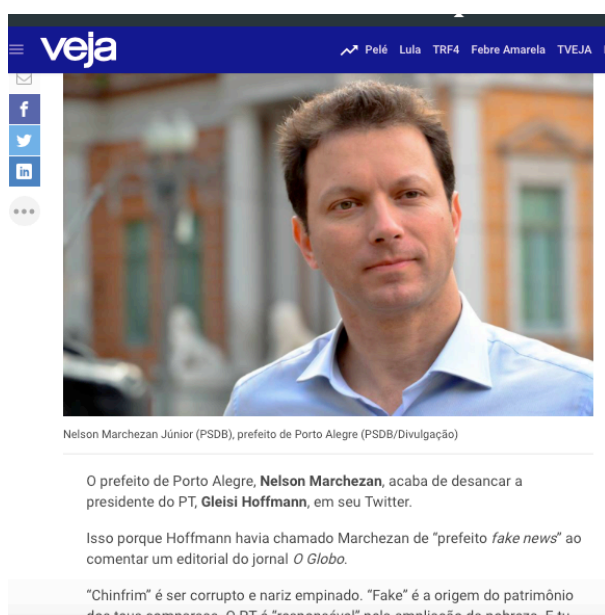 veja
Pelé Lula TRF4 Febre Amarela TVEJA
f
in
Nelson Marchezan Júnior (PSDB), prefeito de Porto Alegre (PSDB/Divulgação)
O prefeito de Porto Alegre, Nelson Marchezan, acaba de desancar a
presidente do PT, Gleisi Hoffmann, em seu Twitter.
Isso porque Hoffmann havia chamado Marchezan de “prefeito fake news” ao
comentar um editorial do jornal O Globo.
“Chinfrim” é ser corrupto e nariz empinado. “Fake” é a origem do patrimônio